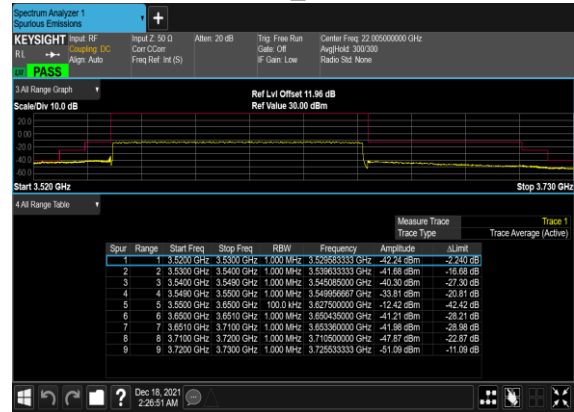 Spectrum Analyzer 1
Spurious Emissions
KEYSIGHT Input: RF Input Z: 50 Ω Atten: 20 dB Trig: Free Run Center Freq: 22.005000000 GHz
R L Coupling: DC Corr CCorr Gate: Off Avg|Hold: 300/300
Align: Auto Freq Ref: Int (S) IF Gain: Low Radio Std: None
PASS
3 All Range Graph
Ref Lvl Offset 11.96 dB
Scale/Div 10.0 dB Ref Value 30.00 dBm
20.0
0.00
-20.0
-40.0
-60.0
Start 3.520 GHz Stop 3.730 GHz
4 All Range Table
Measure Trace Trace 1
Trace Type Trace Average (Active)
Spur Range Start Freq Stop Freq RBW Frequency Amplitude ΔLimit
1 1 3.5200 GHz 3.5300 GHz 1.000 MHz 3.529583333 GHz -42.24 dBm -2.240 dB
2 2 3.5300 GHz 3.5400 GHz 1.000 MHz 3.539633333 GHz -41.68 dBm -16.68 dB
3 3 3.5400 GHz 3.5490 GHz 1.000 MHz 3.545085000 GHz -40.30 dBm -27.30 dB
4 4 3.5490 GHz 3.5500 GHz 1.000 MHz 3.549956667 GHz -33.81 dBm -20.81 dB
5 5 3.5500 GHz 3.6500 GHz 100.0 kHz 3.627500000 GHz -12.42 dBm -42.42 dB
6 6 3.6500 GHz 3.6510 GHz 1.000 MHz 3.650435000 GHz -41.21 dBm -28.21 dB
7 7 3.6510 GHz 3.7100 GHz 1.000 MHz 3.653360000 GHz -41.98 dBm -28.98 dB
8 8 3.7100 GHz 3.7200 GHz 1.000 MHz 3.710500000 GHz -47.87 dBm -22.87 dB
9 9 3.7200 GHz 3.7300 GHz 1.000 MHz 3.725533333 GHz -51.09 dBm -11.09 dB
Dec 18, 2021
2:26:51 AM